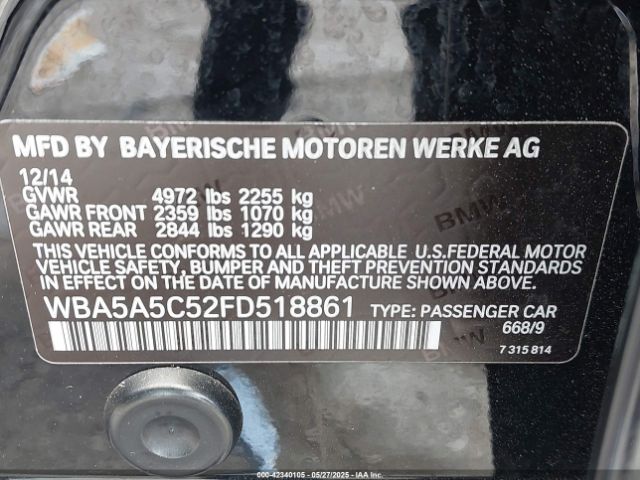 MFD BY BAYERISCHE MOTOREN WERKE AG
12/14
GVWR 4972 lbs 2255 kg
GAWR FRONT 2359 lbs 1070 kg
GAWR REAR 2844 lbs 1290 kg
THIS VEHICLE CONFORMS TO ALL APPLICABLE U.S.FEDERAL MOTOR
VEHICLE SAFETY, BUMPER AND THEFT PREVENTION STANDARDS
IN EFFECT ON THE DATE OF MANUFACTURE SHOWN ABOVE.
WBA5A5C52FD518861 TYPE: PASSENGER CAR
668/9
7 315 814
000-42340105 - 05/27/2025 - IAAI.COM